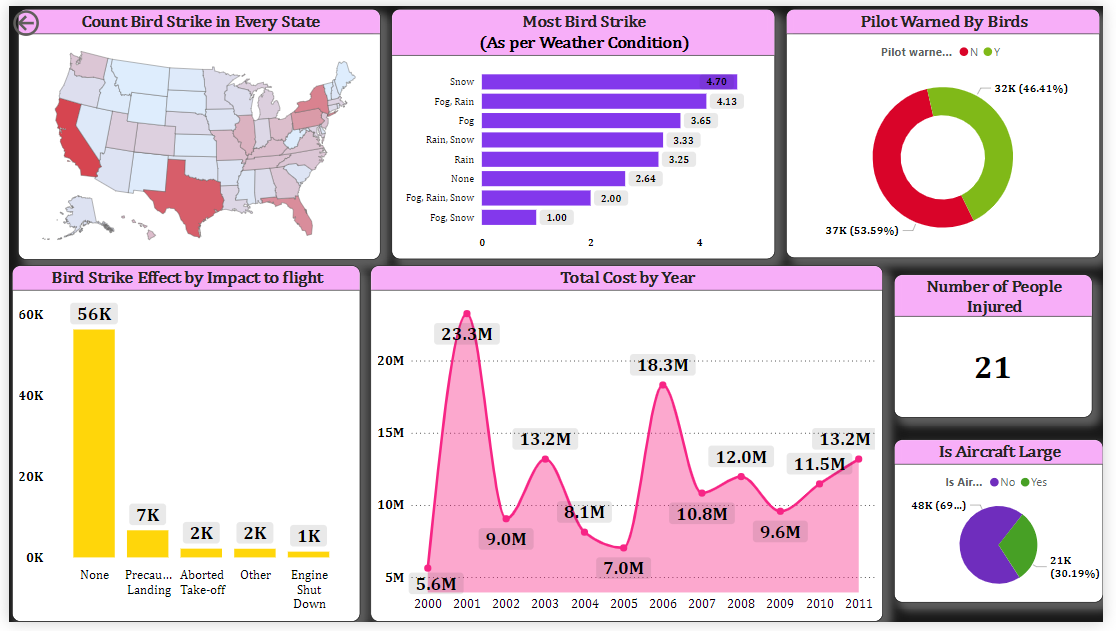 Count Bird Strike in Every State
Most Bird Strike
(As per Weather Condition)
Snow 4.70
Fog, Rain 4.13
Fog 3.65
Rain, Snow 3.33
Rain 3.25
None 2.64
Fog, Rain, Snow 2.00
Fog, Snow 1.00
0 2 4
Pilot Warned By Birds
Pilot warne... N Y
32K (46.41%)
37K (53.59%)
Bird Strike Effect by Impact to flight
60K
40K
20K
0K
56K
7K
2K
2K
1K
None
Precau... Landing
Aborted Take-off
Other
Engine Shut Down
Total Cost by Year
20M
15M
10M
5M
5.6M
23.3M
9.0M
13.2M
8.1M
7.0M
18.3M
10.8M
12.0M
9.6M
11.5M
13.2M
2000 2001 2002 2003 2004 2005 2006 2007 2008 2009 2010 2011
Number of People
Injured
21
Is Aircraft Large
Is Air... No Yes
48K (69...)
21K
(30.19%)